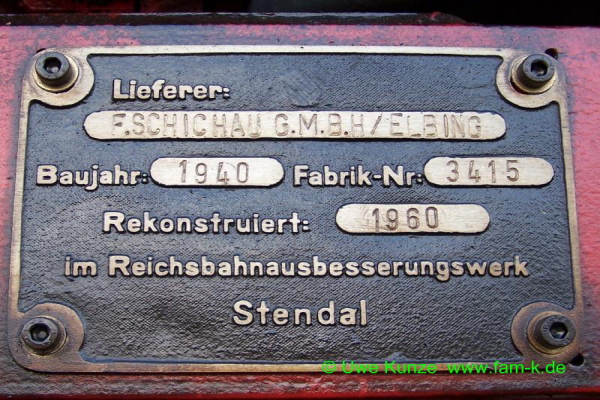 Lieferer:
F.SCHICHAU G.M.B.H/ELBING
Baujahr: 1940 Fabrik-Nr: 3415
Rekonstruiert: 1960
im Reichsbahnausbesserungswerk
Stendal
© Uwe Kunze www.fam-k.de